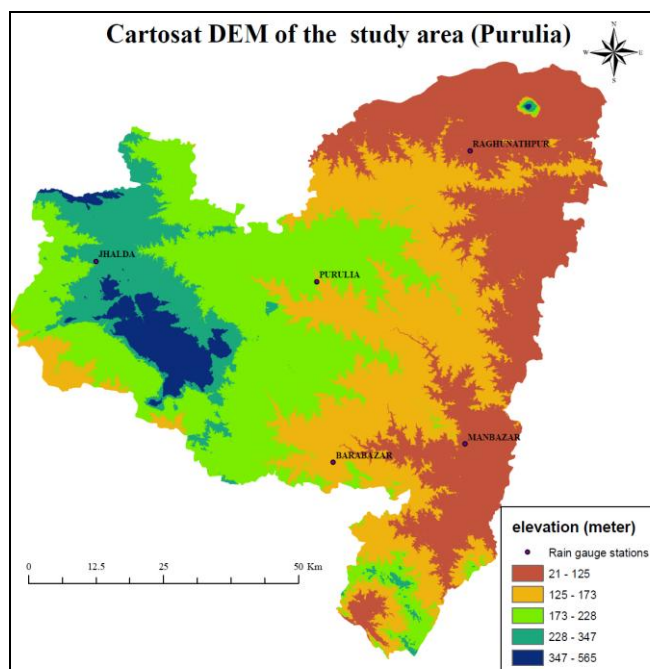 Cartosat DEM of the study area (Purulia)
N
W
E
S
RAGHUNATHPUR
JHALDA
PURULIA
MANBAZAR
BARABAZAR
0 12.5 25 50 Km
elevation (meter)
Rain gauge stations
21 - 125
125 - 173
173 - 228
228 - 347
347 - 565